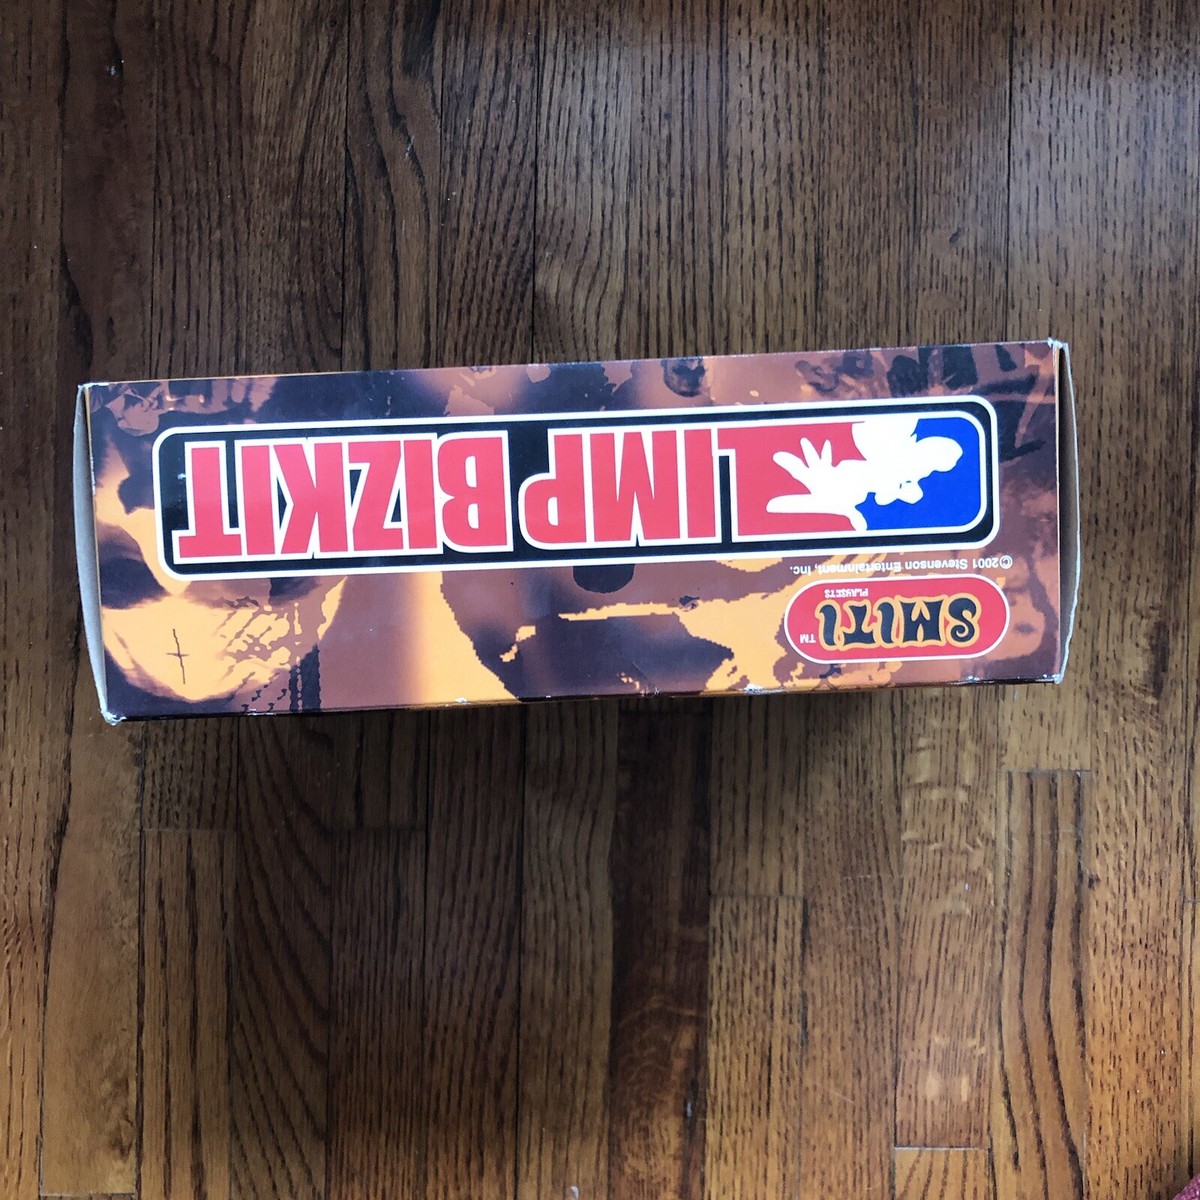 SMITI
PLAYSETS
TM
©2001 Stevenson Entertainment, Inc.
LIMP BIZKIT